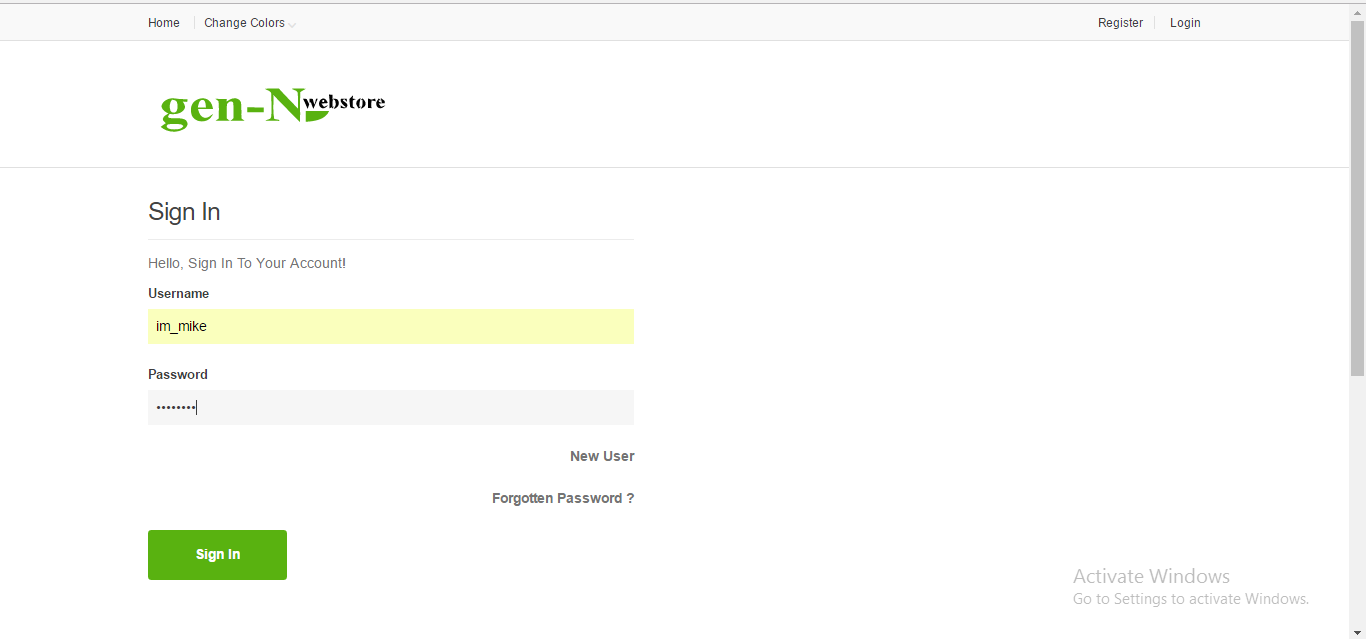 Home Change Colors Register Login
gen-N webstore
Sign In
Hello, Sign In To Your Account!
Username
im_mike
Password
••••••••
New User
Forgotten Password ?
Sign In
Activate Windows
Go to Settings to activate Windows.